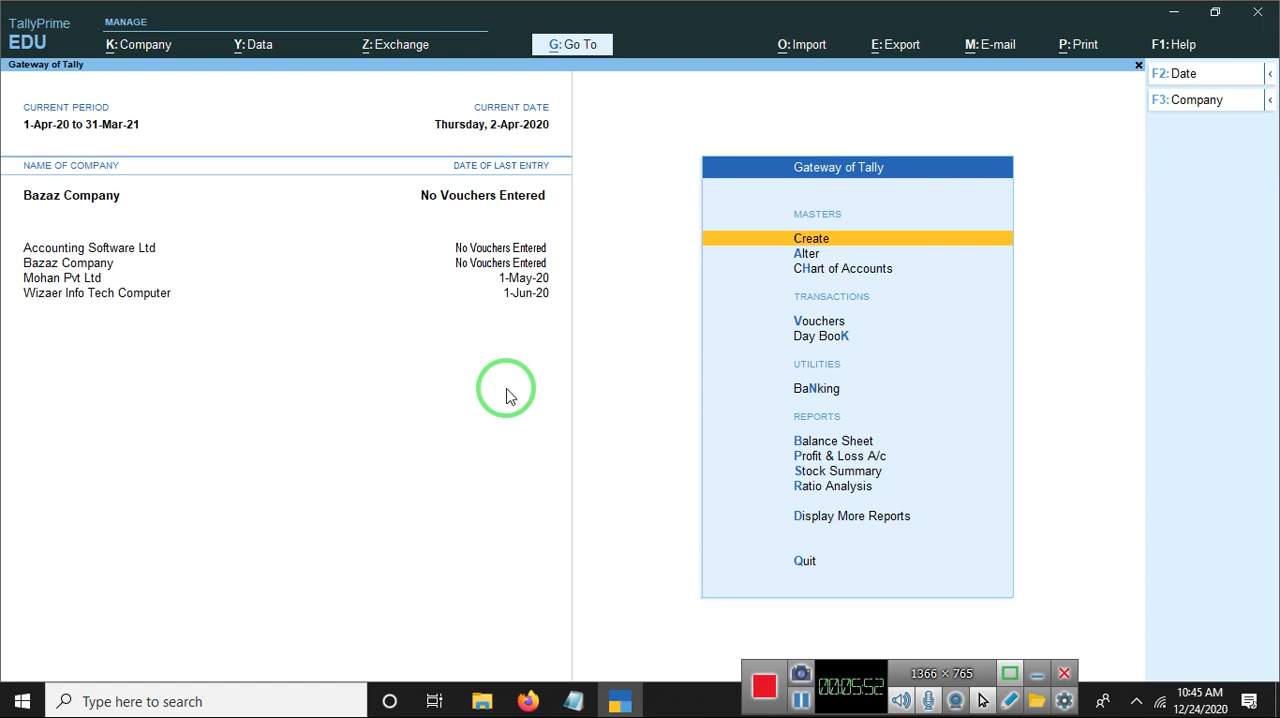 TallyPrime
EDU
MANAGE
K: Company
Y: Data
Z: Exchange
G: Go To
O: Import
E: Export
M: E-mail
P: Print
F1: Help
Gateway of Tally
F2: Date
F3: Company
CURRENT PERIOD
CURRENT DATE
1-Apr-20 to 31-Mar-21
Thursday, 2-Apr-2020
NAME OF COMPANY
DATE OF LAST ENTRY
Bazaz Company
No Vouchers Entered
Accounting Software Ltd
No Vouchers Entered
Bazaz Company
No Vouchers Entered
Mohan Pvt Ltd
1-May-20
Wizaer Info Tech Computer
1-Jun-20
Gateway of Tally
MASTERS
Create
Alter
CHart of Accounts
TRANSACTIONS
Vouchers
Day BooK
UTILITIES
BaNking
REPORTS
Balance Sheet
Profit & Loss A/c
Stock Summary
Ratio Analysis
Display More Reports
Quit
000:5:52
1366 × 765
Type here to search
10:45 AM
12/24/2020